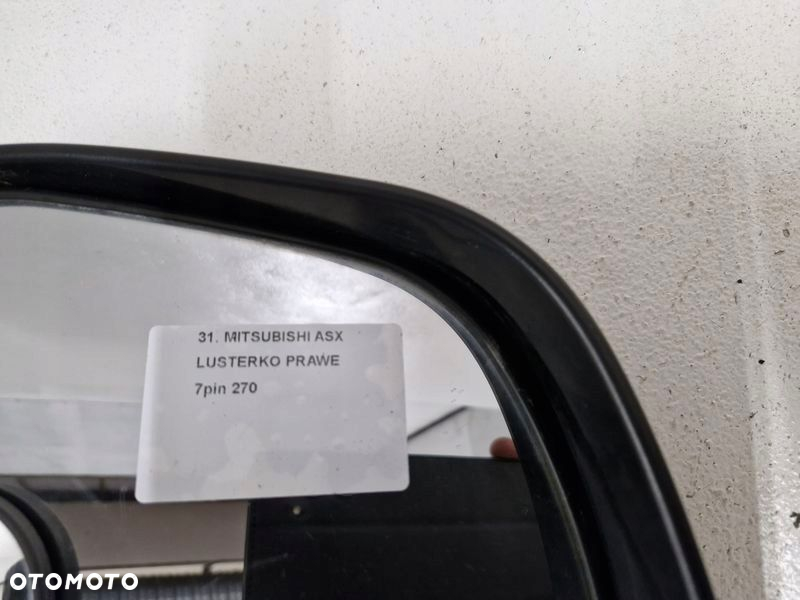 31. MITSUBISHI ASX
LUSTERKO PRAWE
7pin 270
OTOMOTO